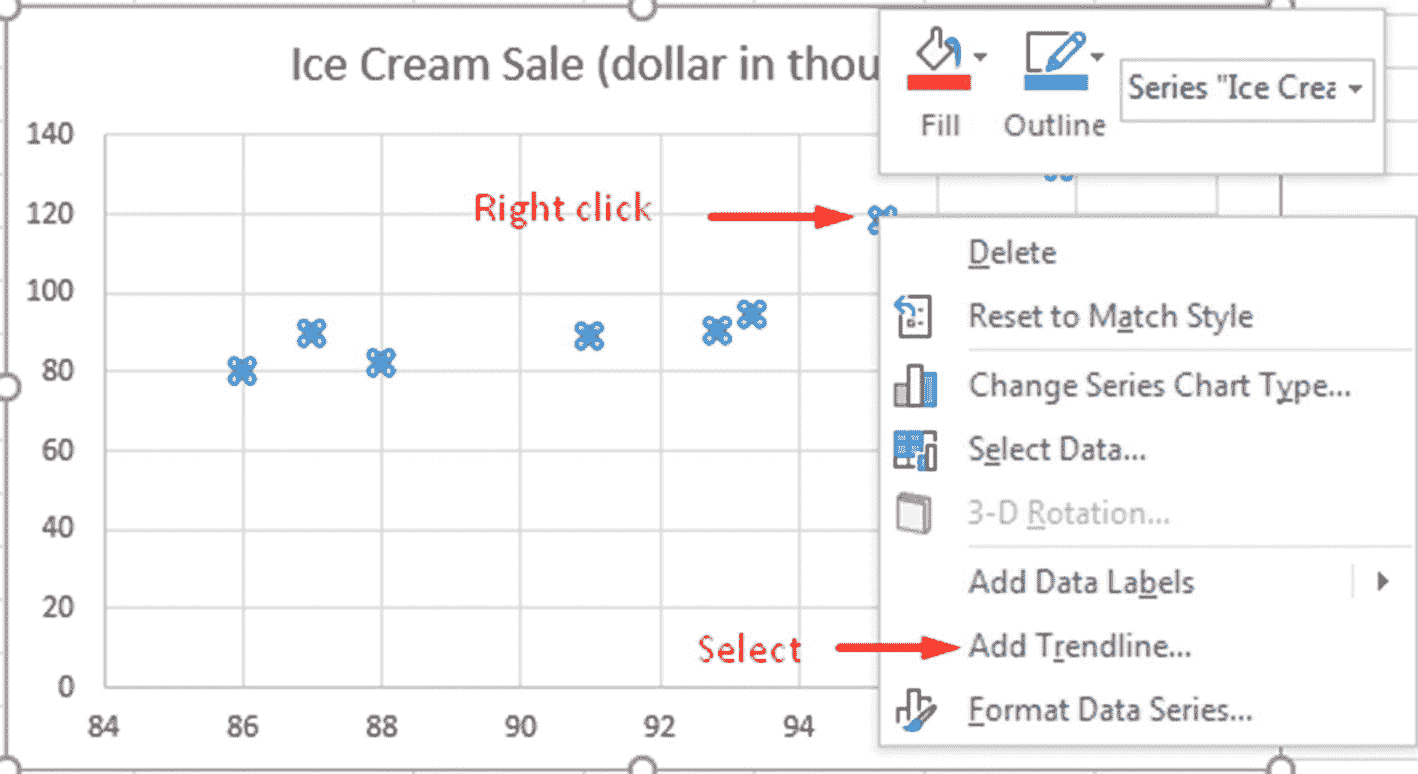 Ice Cream Sale (dollar in thou
Fill
Outline
Series "Ice Crea
140
120
100
80
60
40
20
0
84
86
88
90
92
94
Right click
Delete
Reset to Match Style
Change Series Chart Type...
Select Data...
3-D Rotation...
Add Data Labels
Select
Add Trendline...
Format Data Series...